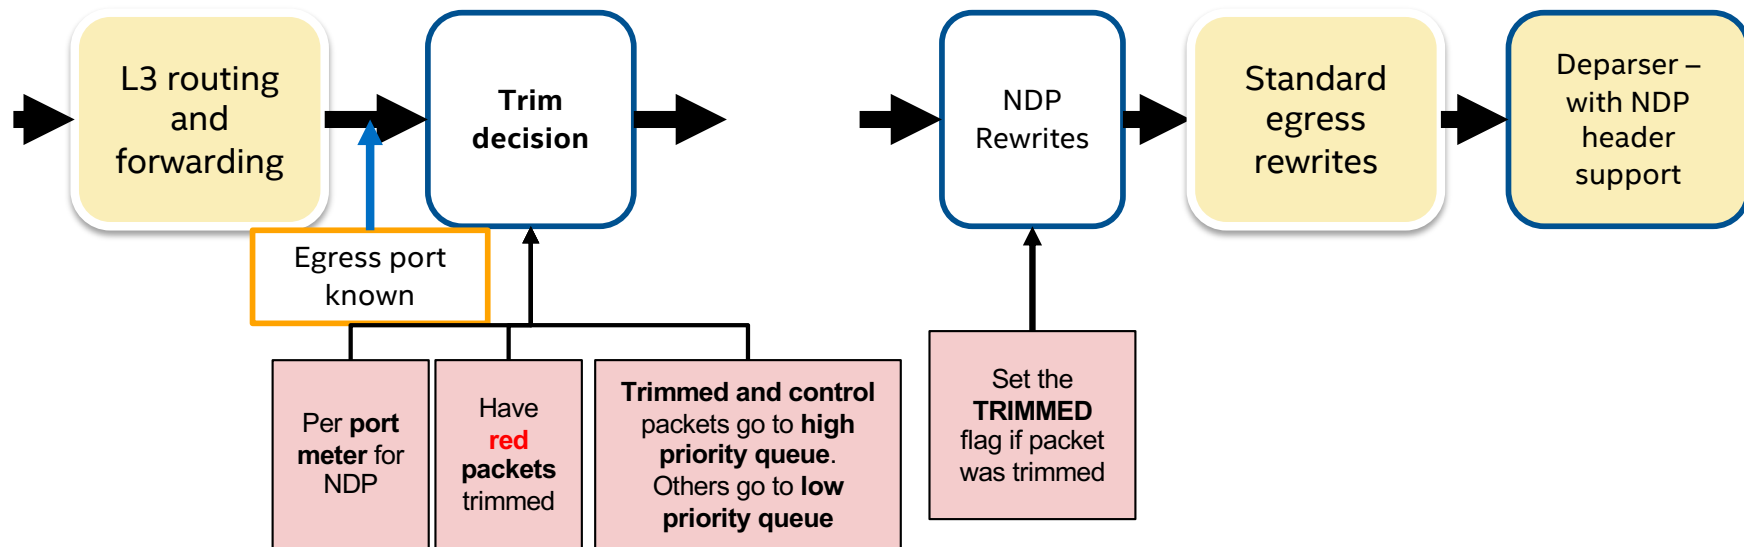 L3 routing
and
forwarding
Trim
decision
NDP
Rewrites
Standard
egress
rewrites
Deparser –
with NDP
header
support
Egress port
known
Per port
meter for
NDP
Have
red
packets
trimmed
Trimmed and control
packets go to high
priority queue.
Others go to low
priority queue
Set the
TRIMMED
flag if packet
was trimmed